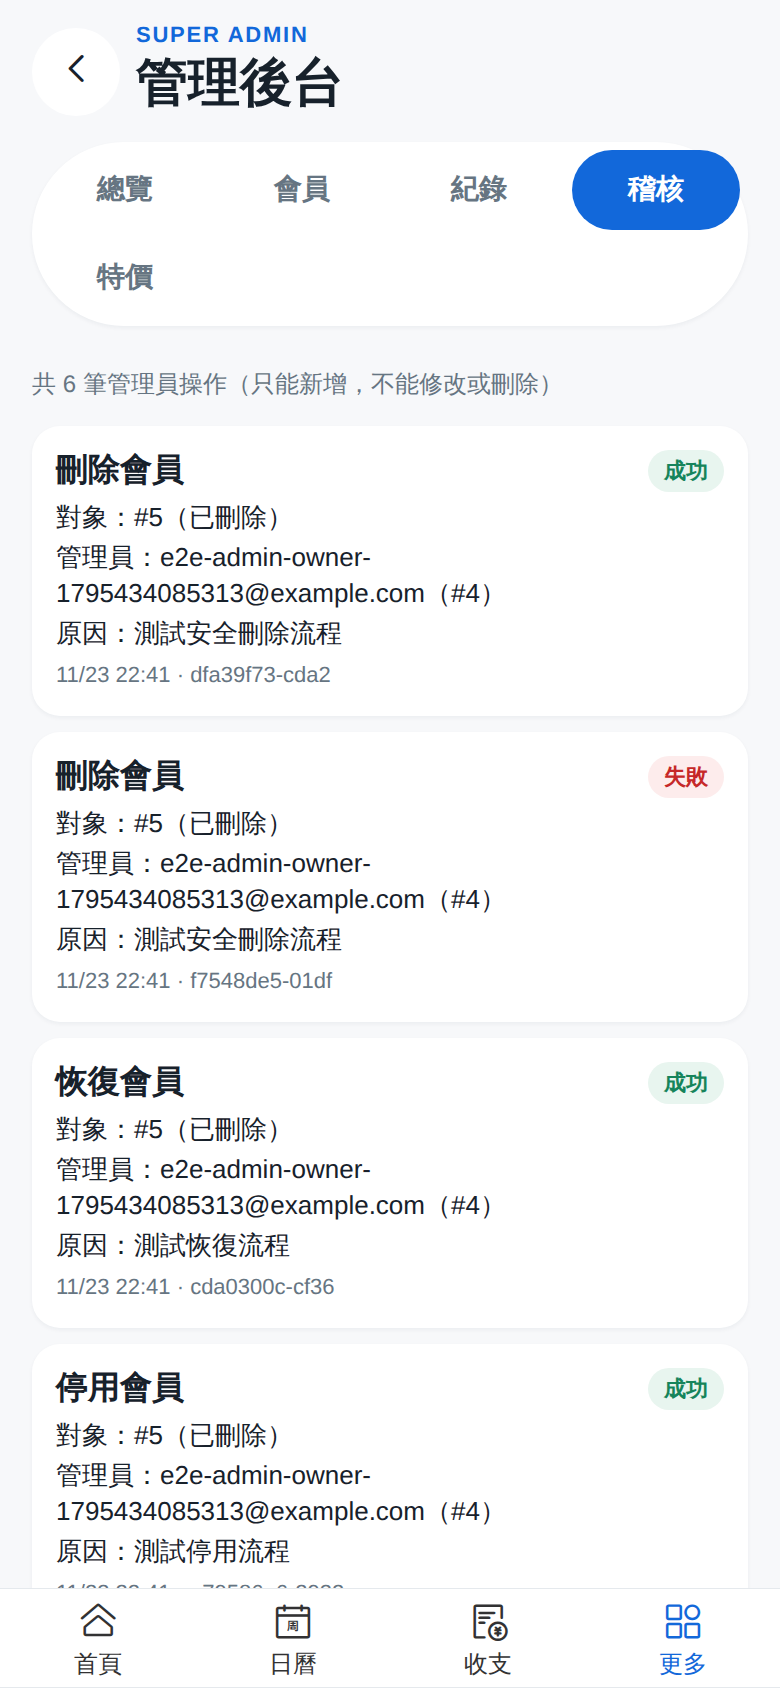 SUPER ADMIN
管理後台
總覽 會員 紀錄 稽核
特價
共 6 筆管理員操作（只能新增，不能修改或刪除）
刪除會員 成功
對象：#5（已刪除）
管理員：e2e-admin-owner-
1795434085313@example.com（#4）
原因：測試安全刪除流程
11/23 22:41 · dfa39f73-cda2
刪除會員 失敗
對象：#5（已刪除）
管理員：e2e-admin-owner-
1795434085313@example.com（#4）
原因：測試安全刪除流程
11/23 22:41 · f7548de5-01df
恢復會員 成功
對象：#5（已刪除）
管理員：e2e-admin-owner-
1795434085313@example.com（#4）
原因：測試恢復流程
11/23 22:41 · cda0300c-cf36
停用會員 成功
對象：#5（已刪除）
管理員：e2e-admin-owner-
1795434085313@example.com（#4）
原因：測試停用流程
首頁 日曆 收支 更多